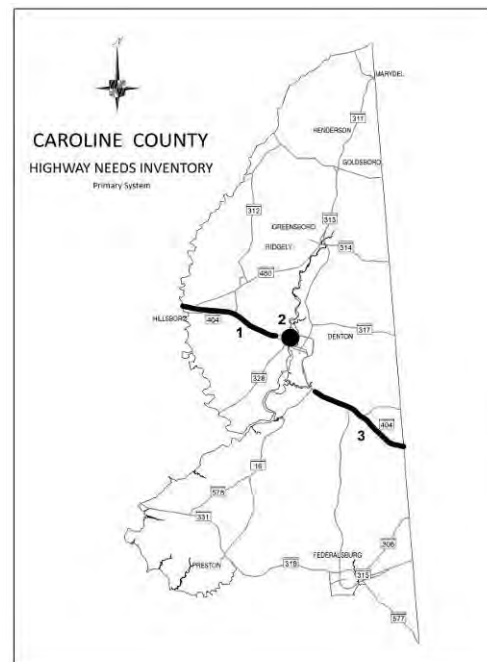 CAROLINE COUNTY
HIGHWAY NEEDS INVENTORY
Primary System
MARYDEL
311
HENDERSON
GOLDSBORO
312
313
GREENSBORO
RIDGELY
314
480
HILLSBORO
404
1
2
317
DENTON
328
3
404
16
578
331
306
FEDERALSBURG
PRESTON
318
315
577